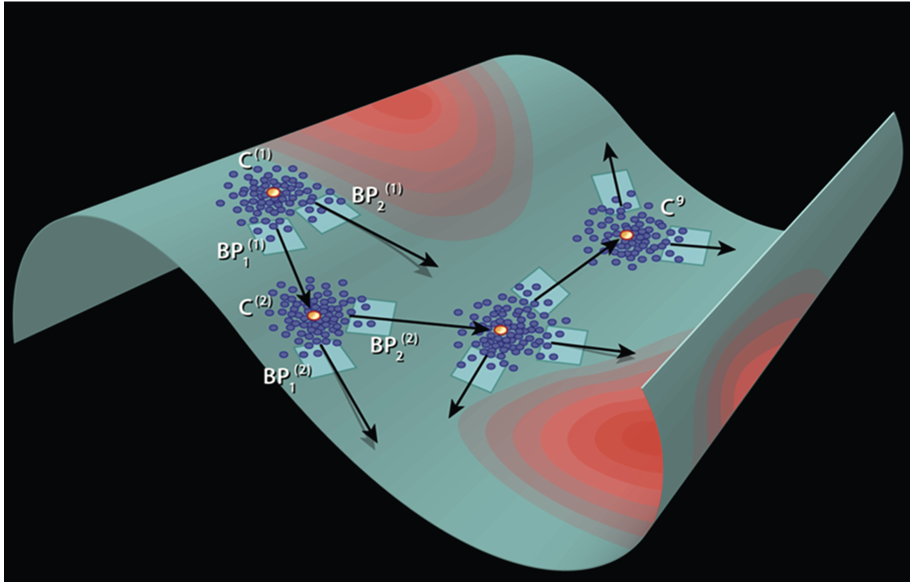 C(1)
BP2(1)
C9
BP1(1)
C(2)
BP2(2)
BP1(2)